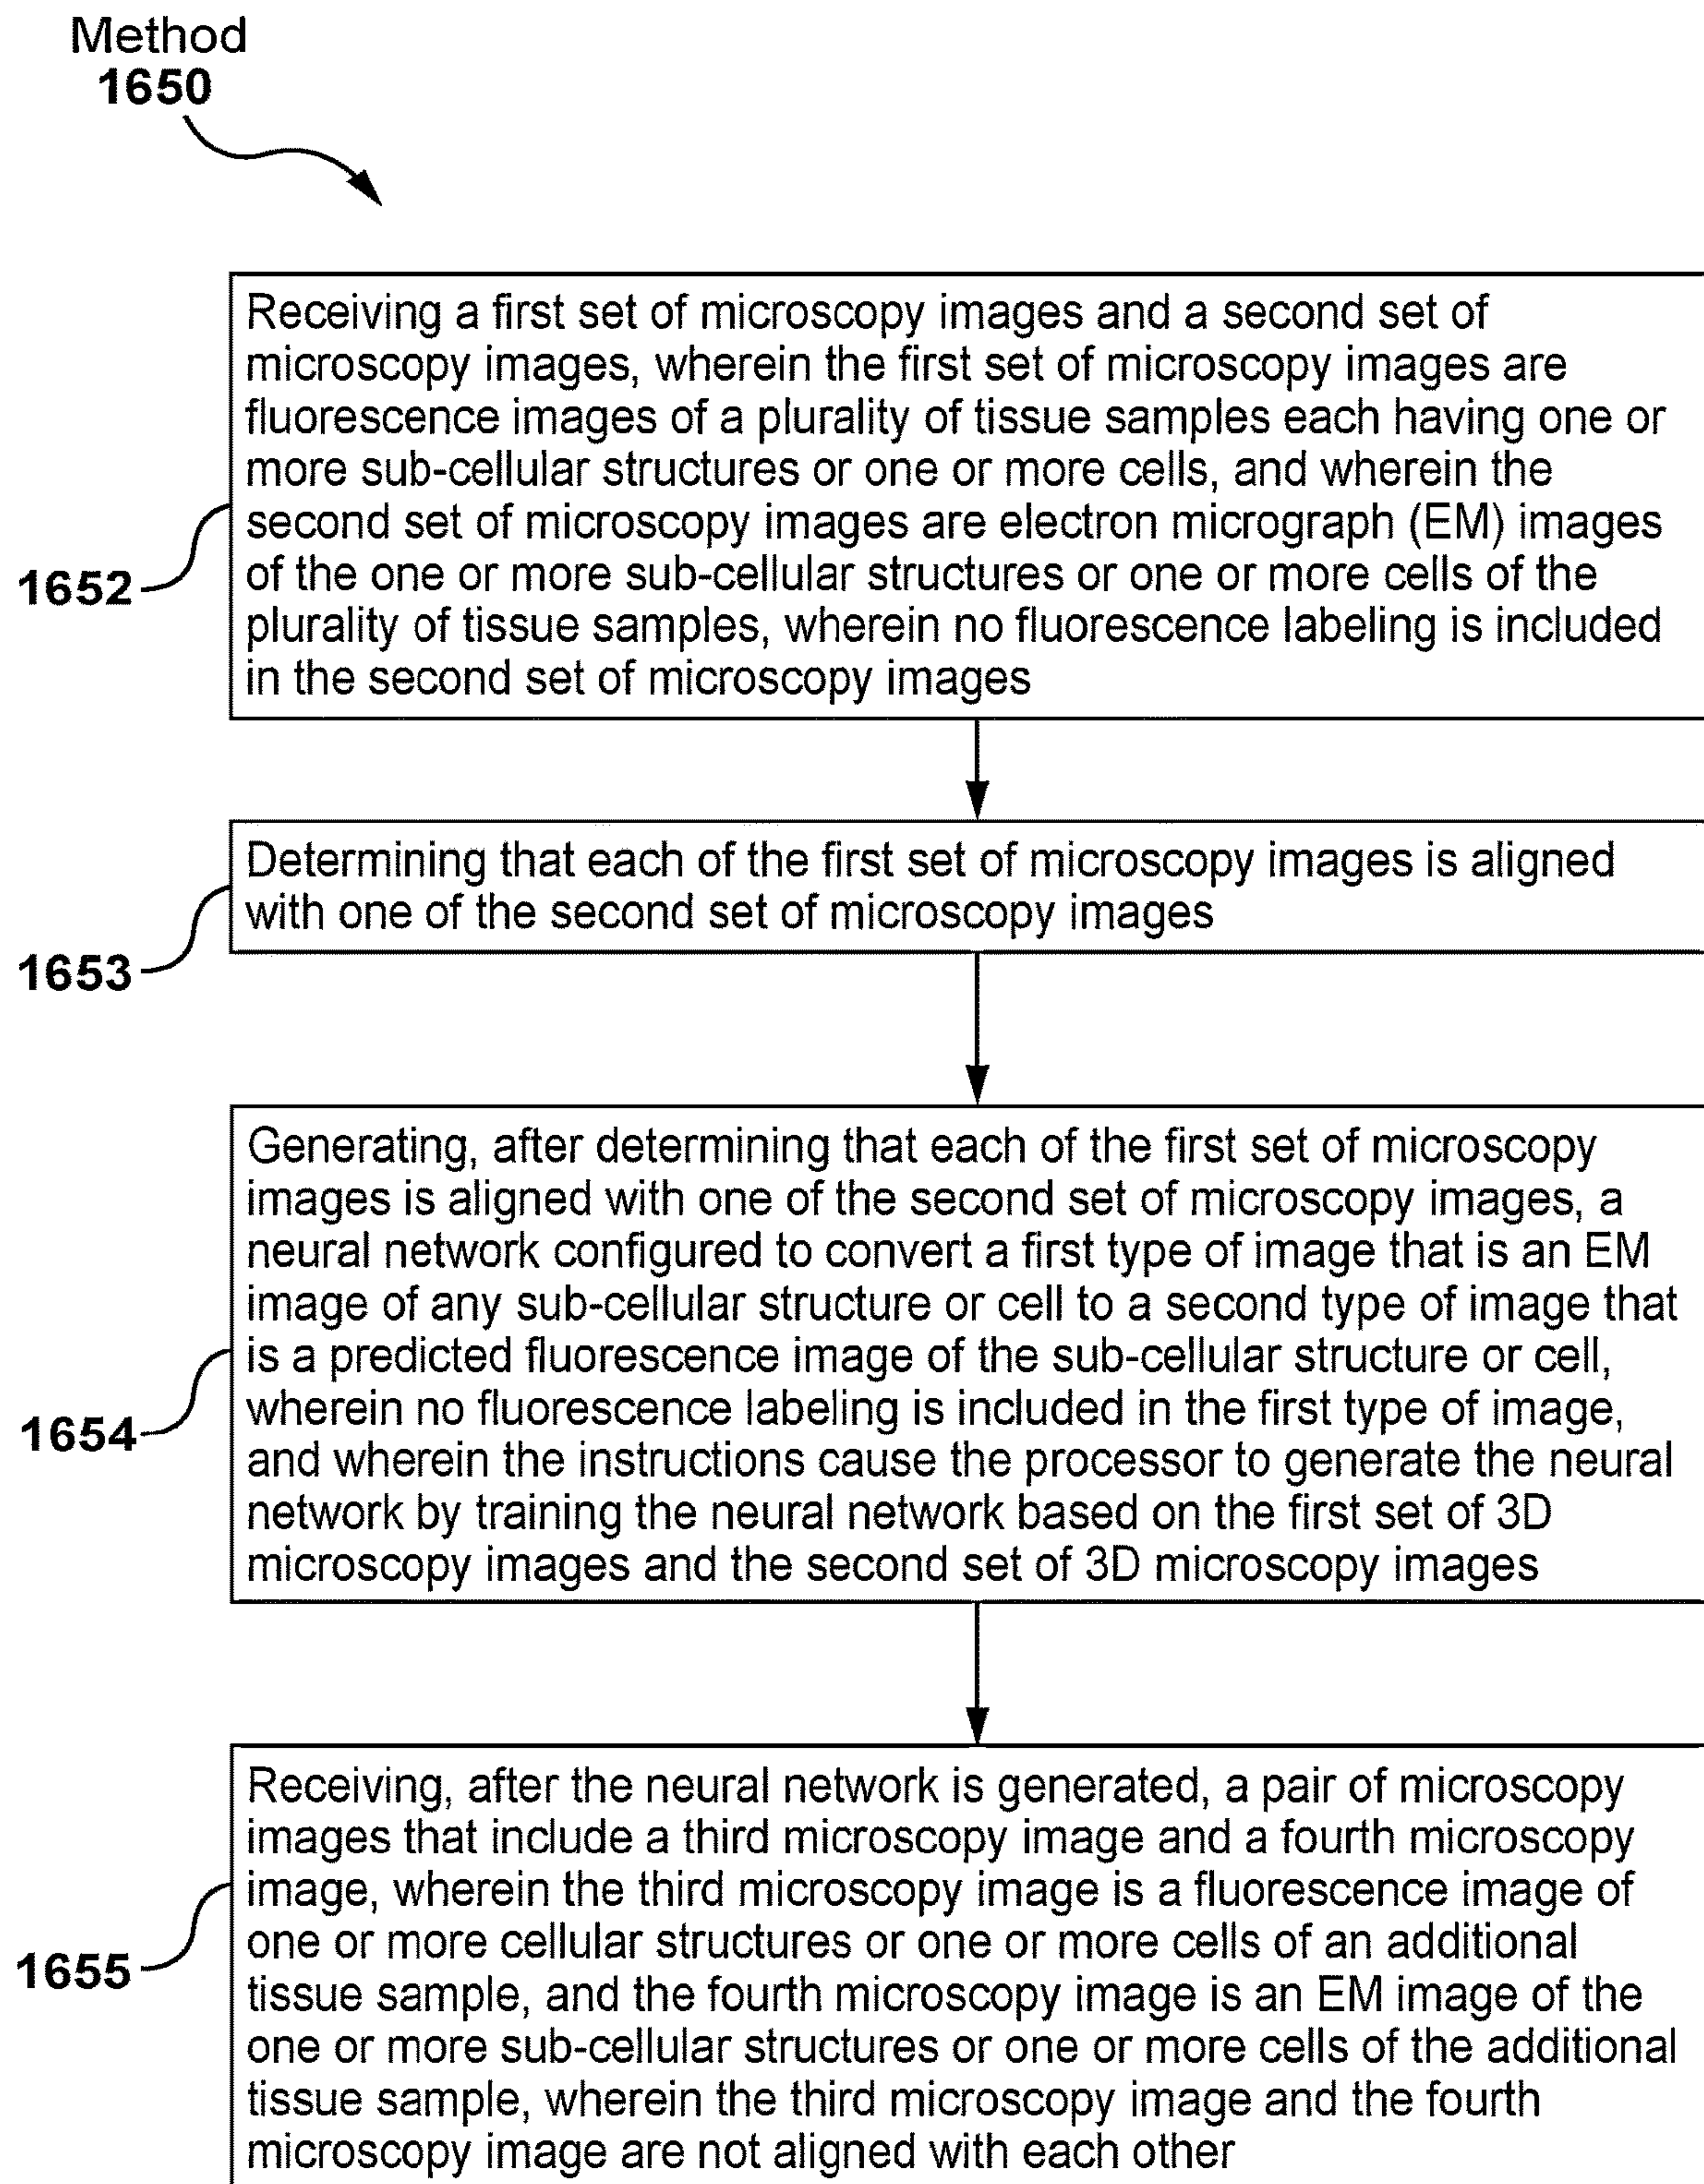 Method
1650
Receiving a first set of microscopy images and a second set of
microscopy images, wherein the first set of microscopy images are
fluorescence images of a plurality of tissue samples each having one or
more sub-cellular structures or one or more cells, and wherein the
second set of microscopy images are electron micrograph (EM) images
of the one or more sub-cellular structures or one or more cells of the
plurality of tissue samples, wherein no fluorescence labeling is included
in the second set of microscopy images
1652
Determining that each of the first set of microscopy images is aligned
with one of the second set of microscopy images
1653
Generating, after determining that each of the first set of microscopy
images is aligned with one of the second set of microscopy images, a
neural network configured to convert a first type of image that is an EM
image of any sub-cellular structure or cell to a second type of image that
is a predicted fluorescence image of the sub-cellular structure or cell,
wherein no fluorescence labeling is included in the first type of image,
and wherein the instructions cause the processor to generate the neural
network by training the neural network based on the first set of 3D
microscopy images and the second set of 3D microscopy images
1654
Receiving, after the neural network is generated, a pair of microscopy
images that include a third microscopy image and a fourth microscopy
image, wherein the third microscopy image is a fluorescence image of
one or more cellular structures or one or more cells of an additional
tissue sample, and the fourth microscopy image is an EM image of the
one or more sub-cellular structures or one or more cells of the additional
tissue sample, wherein the third microscopy image and the fourth
microscopy image are not aligned with each other
1655